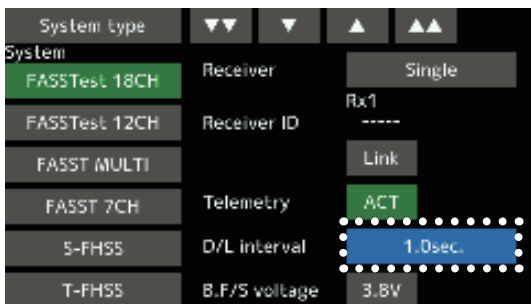 System type ▼▼ ▼ ▲ ▲▲
System
FASSTest 18CH
Receiver Single
Rx1
FASSTest 12CH
Receiver ID -----
FASST MULTI
Link
FASST 7CH
Telemetry ACT
S-FHSS
D/L interval 1.0sec.
T-FHSS
B.F/S voltage 3.8V